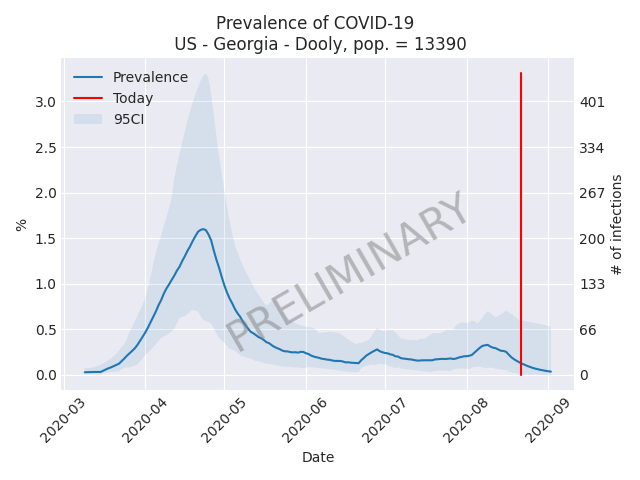 Prevalence of COVID-19
US - Georgia - Dooly, pop. = 13390
Prevalence
Today
95CI
3.0
2.5
2.0
1.5
1.0
0.5
0.0
%
401
334
267
200
133
66
0
# of infections
PRELIMINARY
2020-03
2020-04
2020-05
2020-06
2020-07
2020-08
2020-09
Date